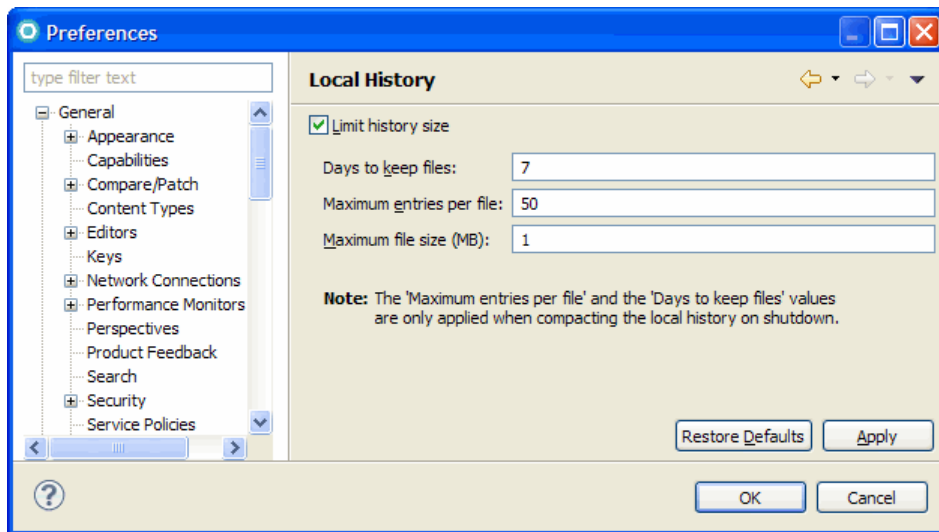 Preferences
type filter text
General
Appearance
Capabilities
Compare/Patch
Content Types
Editors
Keys
Network Connections
Performance Monitors
Perspectives
Product Feedback
Search
Security
Service Policies
Local History
Limit history size
Days to keep files: 7
Maximum entries per file: 50
Maximum file size (MB): 1
Note: The 'Maximum entries per file' and the 'Days to keep files' values
are only applied when compacting the local history on shutdown.
Restore Defaults Apply
? OK Cancel